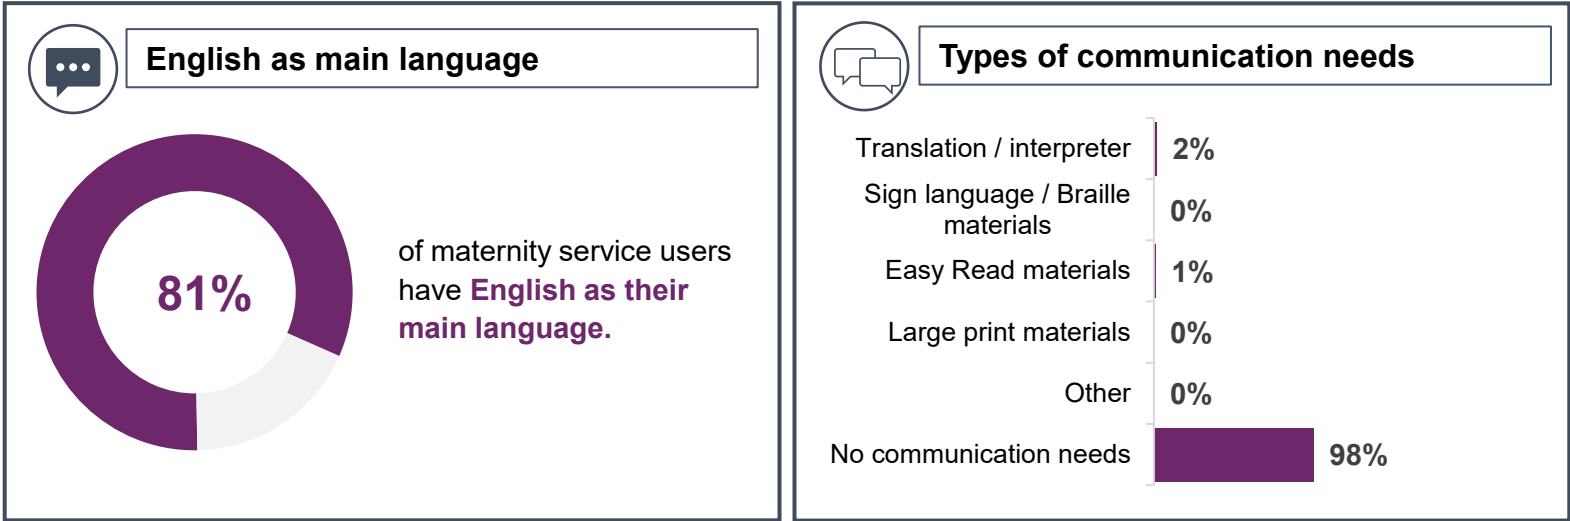 English as main language
81%
of maternity service users
have English as their
main language.
Types of communication needs
Translation / interpreter 2%
Sign language / Braille
materials 0%
Easy Read materials 1%
Large print materials 0%
Other 0%
No communication needs 98%